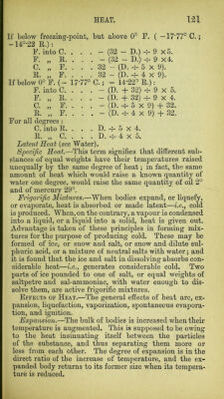 HEAT. 121
If below freezing-point, but above 0° F. (-17·77° C.;
-14°22 R.):
F. into C. . . . . — (32 — D.) ÷ 9 × 5.
F. „ R. . . . . — (32 — D.) ÷ 9 × 4.
C. „ F. . . . . 32 — (D. ÷ 5 × 9).
R. „ F. . . . . 32 — (D. ÷ 4 × 9).
If below 0° F. (— 17·77° C.; — 14·22° R.):
F. into C. . . . . — (D. + 32) ÷ 9 × 5.
F. „ R. . . . . — (D. + 32) ÷ 9 × 4.
C. „ F. . . . . — (D. ÷ 5 × 9) + 32.
R. „ F. . . . . — (D. ÷ 4 × 9) + 32.
For all degrees:
C. into R. . . . . D. ÷ 5 × 4.
R. „ C. . . . . D. ÷ 4 × 5.
Latent Heat (see Water).
Specific Heat.—This term signifies that different sub-
stances of equal weights have their temperatures raised
unequally by the same degree of heat; in fact, the same
amount of heat which would raise a known quantity of
water one degree, would raise the same quantity of oil 2°
and of mercury 29°.
Frigorific Mixtures.—When bodies expand, or liquefy,
or evaporate, heat is absorbed or made latent—i.e., cold
is produced. When, on the contrary, a vapour is condensed
into a liquid, or a liquid into a solid, heat is given out.
Advantage is taken of these principles in forming mix-
tures for the purpose of producing cold. These may be
formed of ice, or snow and salt, or snow and dilute sul-
phuric acid, or a mixture of neutral salts with water; and
it is found that the ice and salt in dissolving absorbs con-
siderable heat—i.e., generates considerable cold. Two
parts of ice pounded to one of salt, or equal weights of
saltpetre and sal-ammoniac, with water enough to dis-
solve them, are active frigorific mixtures.
EFFECTS OF HEAT.—The general effects of heat are, ex-
pansion, liquefaction, vaporization, spontaneous evapora-
tion, and ignition.
Expansion.—The bulk of bodies is increased when their
temperature is augmented. This is supposed to be owing
to the heat insinuating itself between the particles
of the substance, and thus separating them more or
less from each other. The degree of expansion is in the
direct ratio of the increase of temperature, and the ex-
panded body returns to its former size when its tempera-
ture is reduced.